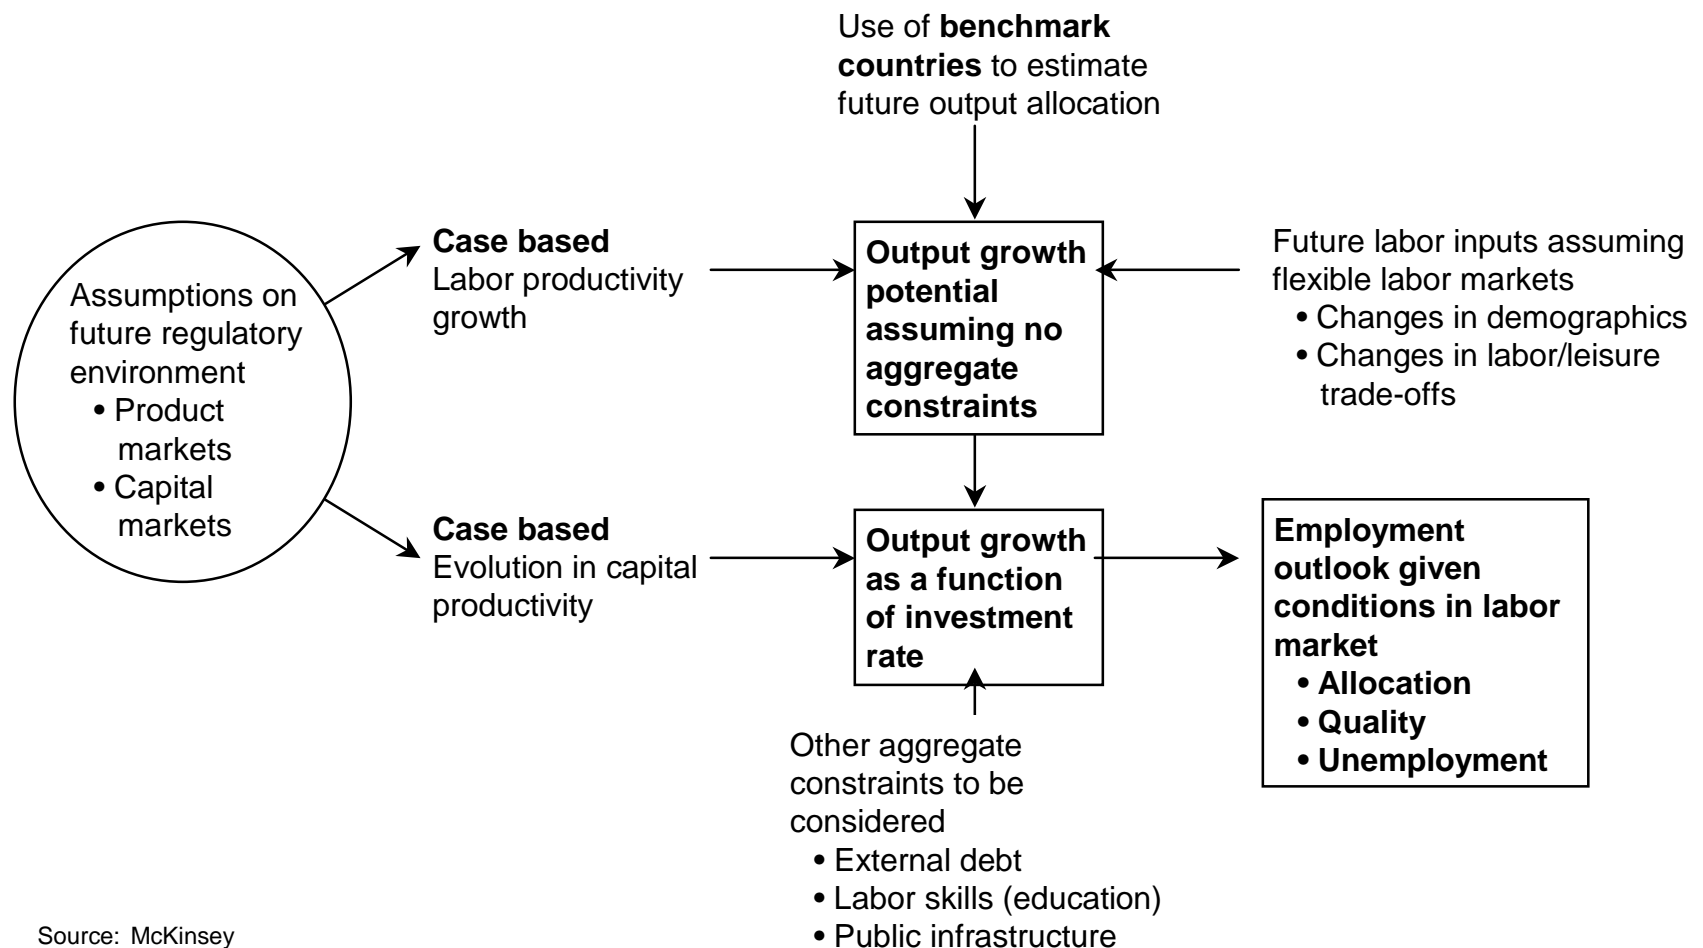 Use of benchmark
countries to estimate
future output allocation
Assumptions on
future regulatory
environment
• Product
markets
• Capital
markets
Case based
Labor productivity
growth
Output growth
potential
assuming no
aggregate
constraints
Future labor inputs assuming
flexible labor markets
• Changes in demographics
• Changes in labor/leisure
trade-offs
Case based
Evolution in capital
productivity
Output growth
as a function
of investment
rate
Employment
outlook given
conditions in labor
market
• Allocation
• Quality
• Unemployment
Other aggregate
constraints to be
considered
• External debt
• Labor skills (education)
• Public infrastructure
Source: McKinsey